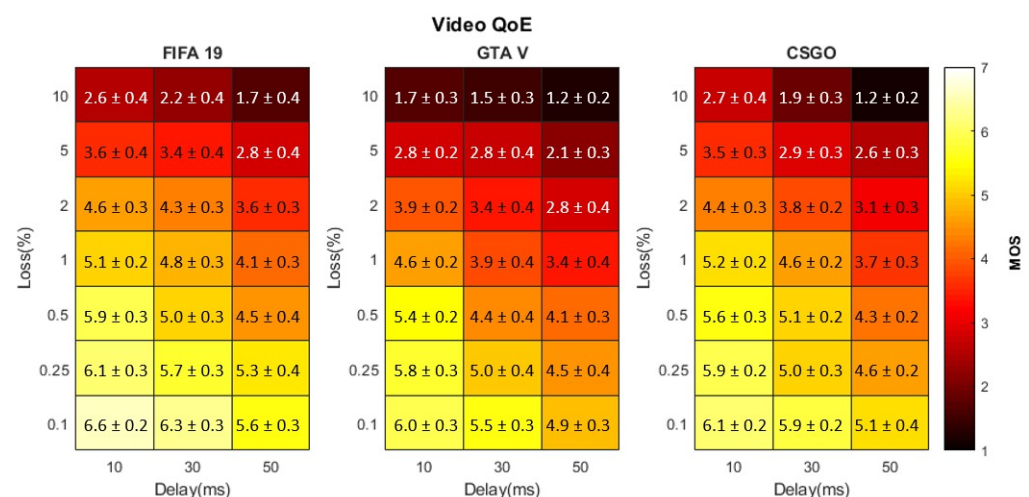 Video QoE
FIFA 19
10
2.6 ± 0.4 2.2 ± 0.4 1.7 ± 0.4
5
3.6 ± 0.4 3.4 ± 0.4 2.8 ± 0.4
2
4.6 ± 0.3 4.3 ± 0.3 3.6 ± 0.3
1
5.1 ± 0.2 4.8 ± 0.3 4.1 ± 0.3
0.5
5.9 ± 0.3 5.0 ± 0.3 4.5 ± 0.4
0.25
6.1 ± 0.3 5.7 ± 0.3 5.3 ± 0.4
0.1
6.6 ± 0.2 6.3 ± 0.3 5.6 ± 0.3
Loss(%)
10 30 50
Delay(ms)
GTA V
10
1.7 ± 0.3 1.5 ± 0.3 1.2 ± 0.2
5
2.8 ± 0.2 2.8 ± 0.4 2.1 ± 0.3
2
3.9 ± 0.2 3.4 ± 0.4 2.8 ± 0.4
1
4.6 ± 0.2 3.9 ± 0.4 3.4 ± 0.4
0.5
5.4 ± 0.2 4.4 ± 0.4 4.1 ± 0.3
0.25
5.8 ± 0.3 5.0 ± 0.4 4.5 ± 0.4
0.1
6.0 ± 0.3 5.5 ± 0.3 4.9 ± 0.3
Loss(%)
10 30 50
Delay(ms)
CSGO
10
2.7 ± 0.4 1.9 ± 0.3 1.2 ± 0.2
5
3.5 ± 0.3 2.9 ± 0.3 2.6 ± 0.3
2
4.4 ± 0.3 3.8 ± 0.2 3.1 ± 0.3
1
5.2 ± 0.2 4.6 ± 0.2 3.7 ± 0.3
0.5
5.6 ± 0.3 5.1 ± 0.2 4.3 ± 0.2
0.25
5.9 ± 0.2 5.0 ± 0.3 4.6 ± 0.2
0.1
6.1 ± 0.2 5.9 ± 0.2 5.1 ± 0.4
Loss(%)
10 30 50
Delay(ms)
7
6
5
4
3
2
1
MOS